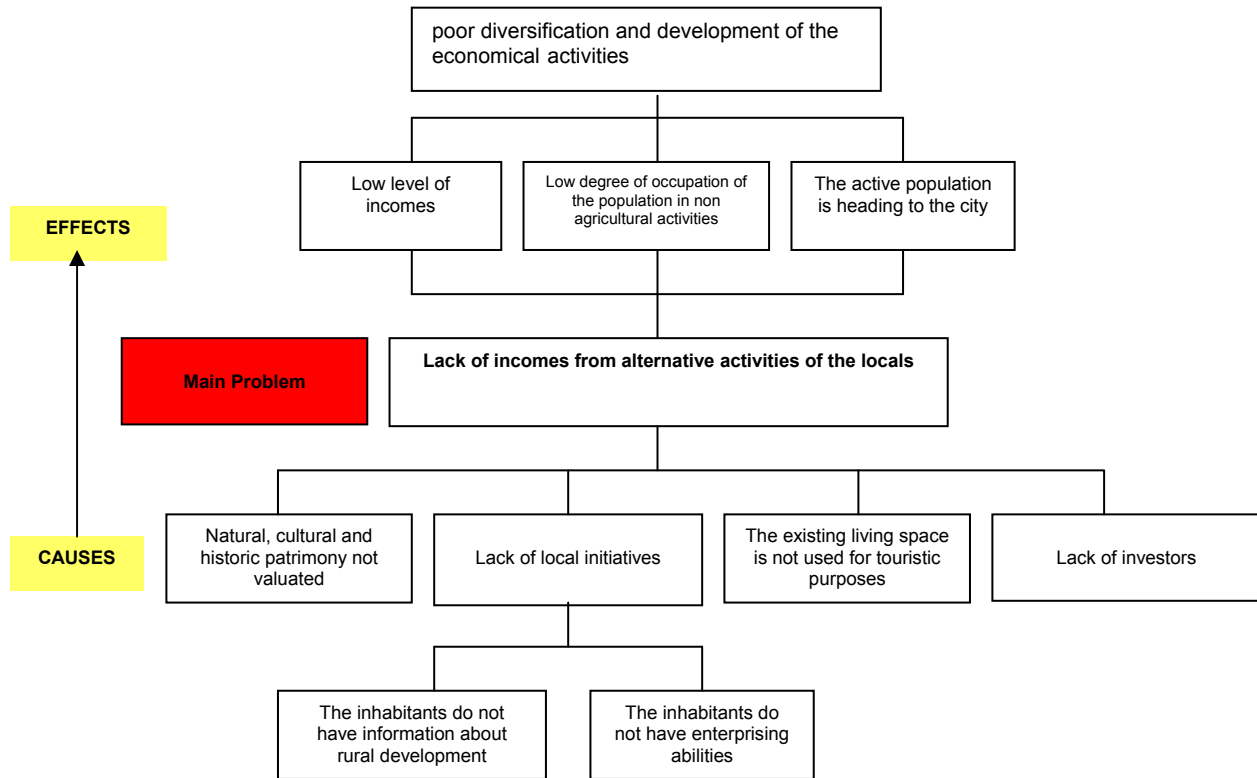 poor diversification and development of the
economical activities
Low level of
incomes
Low degree of occupation of
the population in non
agricultural activities
The active population
is heading to the city
EFFECTS
Main Problem
Lack of incomes from alternative activities of the locals
CAUSES
Natural, cultural and
historic patrimony not
valuated
Lack of local initiatives
The existing living space
is not used for touristic
purposes
Lack of investors
The inhabitants do not
have information about
rural development
The inhabitants do
not have enterprising
abilities